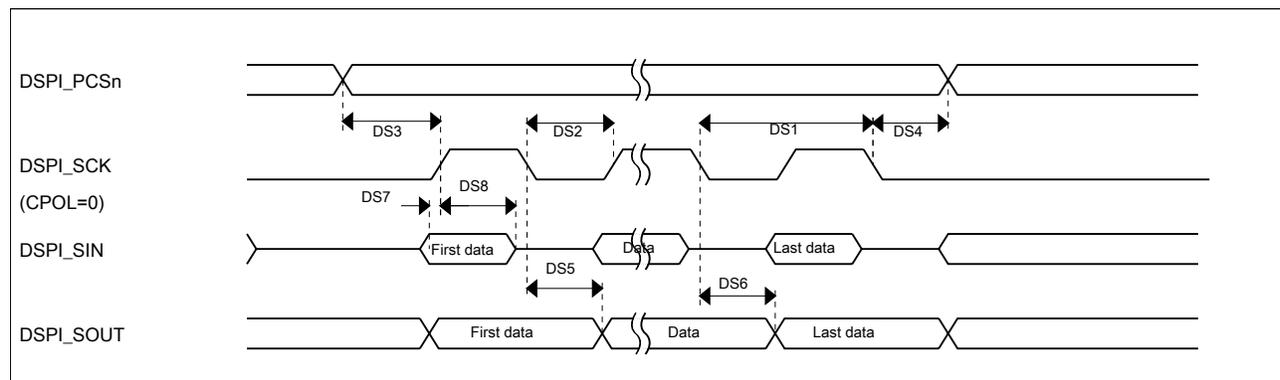 DSPI_PCSn
DS3
DS2
DS1
DS4
DSPI_SCK
(CPOL=0)
DS7
DS8
DSPI_SIN
First data
Data
Last data
DS5
DS6
DSPI_SOUT
First data
Data
Last data